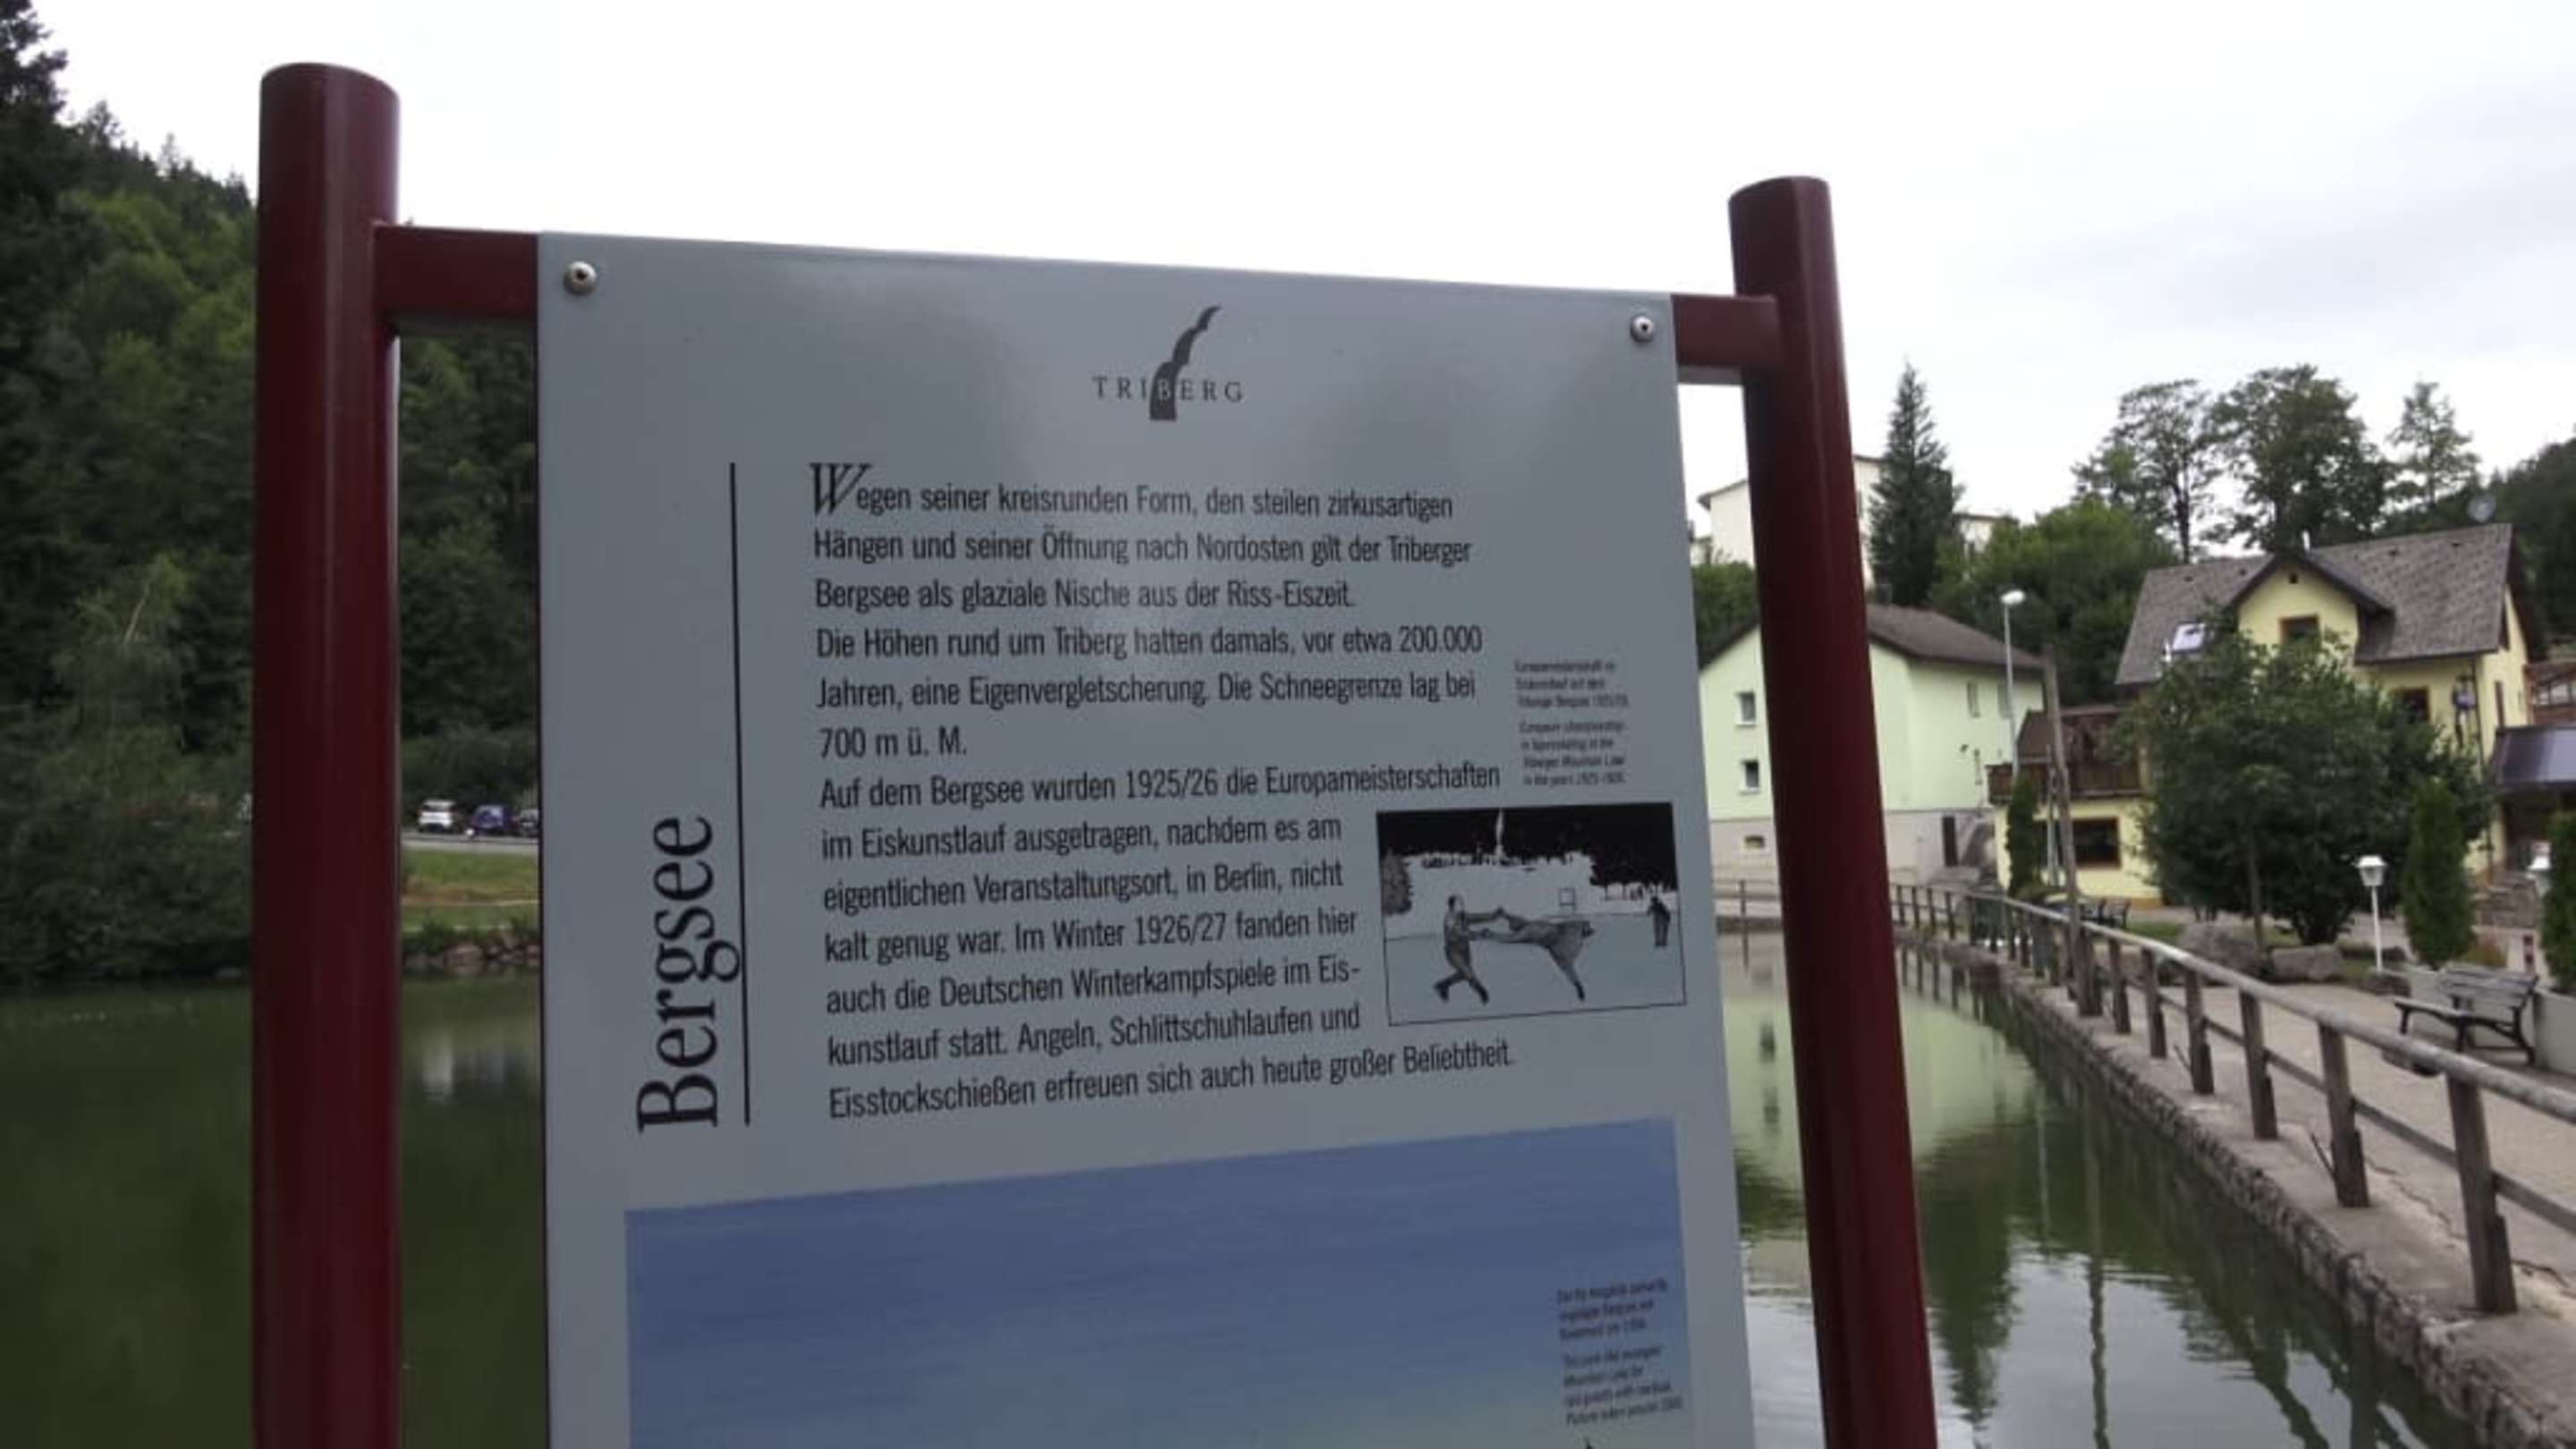 TRIBERG
Bergsee
Wegen seiner kreisrunden Form, den steilen zirkusartigen
Hängen und seiner Öffnung nach Nordosten gilt der Triberger
Bergsee als glaziale Nische aus der Riss-Eiszeit.
Die Höhen rund um Triberg hatten damals, vor etwa 200.000
Jahren, eine Eigenvergletscherung. Die Schneegrenze lag bei
700 m ü. M.
Auf dem Bergsee wurden 1925/26 die Europameisterschaften
im Eiskunstlauf ausgetragen, nachdem es am
eigentlichen Veranstaltungsort, in Berlin, nicht
kalt genug war. Im Winter 1926/27 fanden hier
auch die Deutschen Winterkampfspiele im Eis-
kunstlauf statt. Angeln, Schlittschuhlaufen und
Eisstockschießen erfreuen sich auch heute großer Beliebtheit.